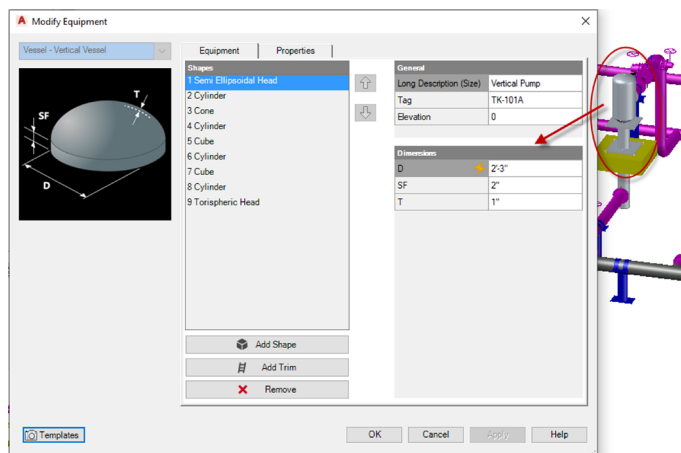 A Modify Equipment
Vessel - Vertical Vessel
Equipment Properties
Shapes
1 Semi Ellipsoidal Head
2 Cylinder
3 Cone
4 Cylinder
5 Cube
6 Cylinder
7 Cube
8 Cylinder
9 Torispheric Head
General
Long Description (Size) Vertical Pump
Tag TK-101A
Elevation 0
Dimensions
D 2'-3"
SF 2"
T 1"
T
SF
D
Add Shape
Add Trim
Remove
Templates
OK Cancel Apply Help